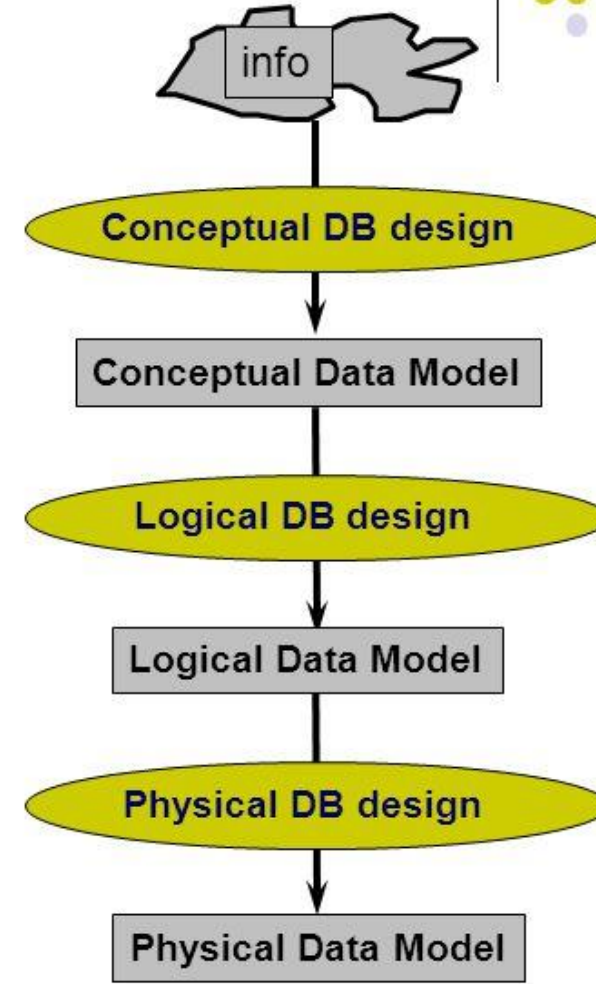 info
Conceptual DB design
Conceptual Data Model
Logical DB design
Logical Data Model
Physical DB design
Physical Data Model